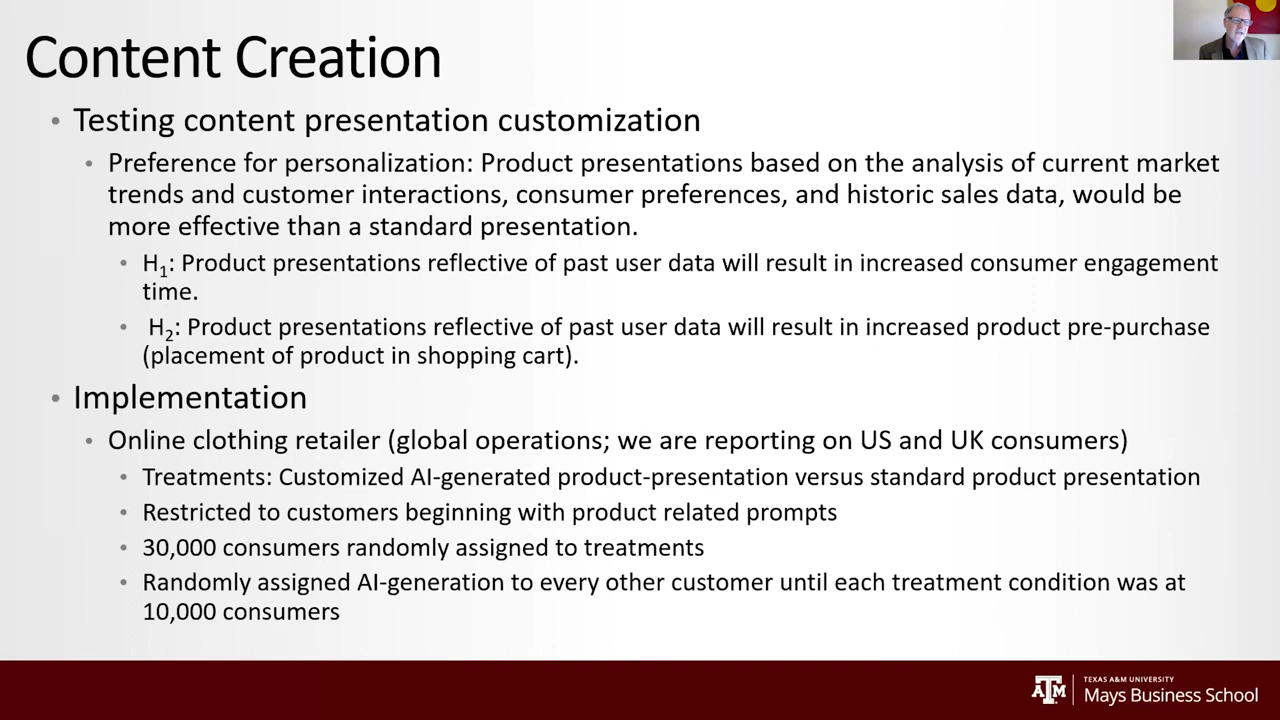 Content Creation
• Testing content presentation customization
• Preference for personalization: Product presentations based on the analysis of current market
trends and customer interactions, consumer preferences, and historic sales data, would be
more effective than a standard presentation.
• H1: Product presentations reflective of past user data will result in increased consumer engagement
time.
• H2: Product presentations reflective of past user data will result in increased product pre-purchase
(placement of product in shopping cart).
• Implementation
• Online clothing retailer (global operations; we are reporting on US and UK consumers)
• Treatments: Customized AI-generated product-presentation versus standard product presentation
• Restricted to customers beginning with product related prompts
• 30,000 consumers randomly assigned to treatments
• Randomly assigned AI-generation to every other customer until each treatment condition was at
10,000 consumers
ATM
TEXAS A&M UNIVERSITY
Mays Business School